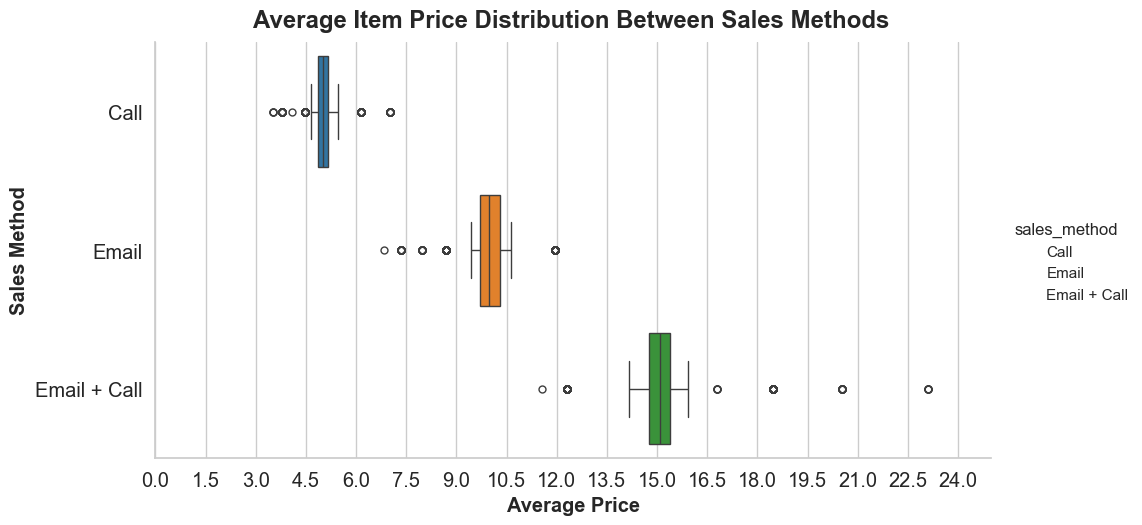 Average Item Price Distribution Between Sales Methods
Sales Method
Call
Email
Email + Call
0.0 1.5 3.0 4.5 6.0 7.5 9.0 10.5 12.0 13.5 15.0 16.5 18.0 19.5 21.0 22.5 24.0
Average Price
sales_method
Call
Email
Email + Call